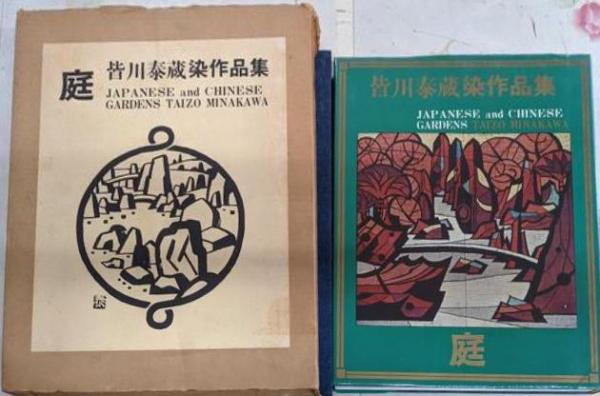 庭
皆川泰蔵染作品集
JAPANESE and CHINESE
GARDENS TAIZO MINAKAWA
皆川泰蔵染作品集
JAPANESE and CHINESE
GARDENS TAIZO MINAKAWA
庭